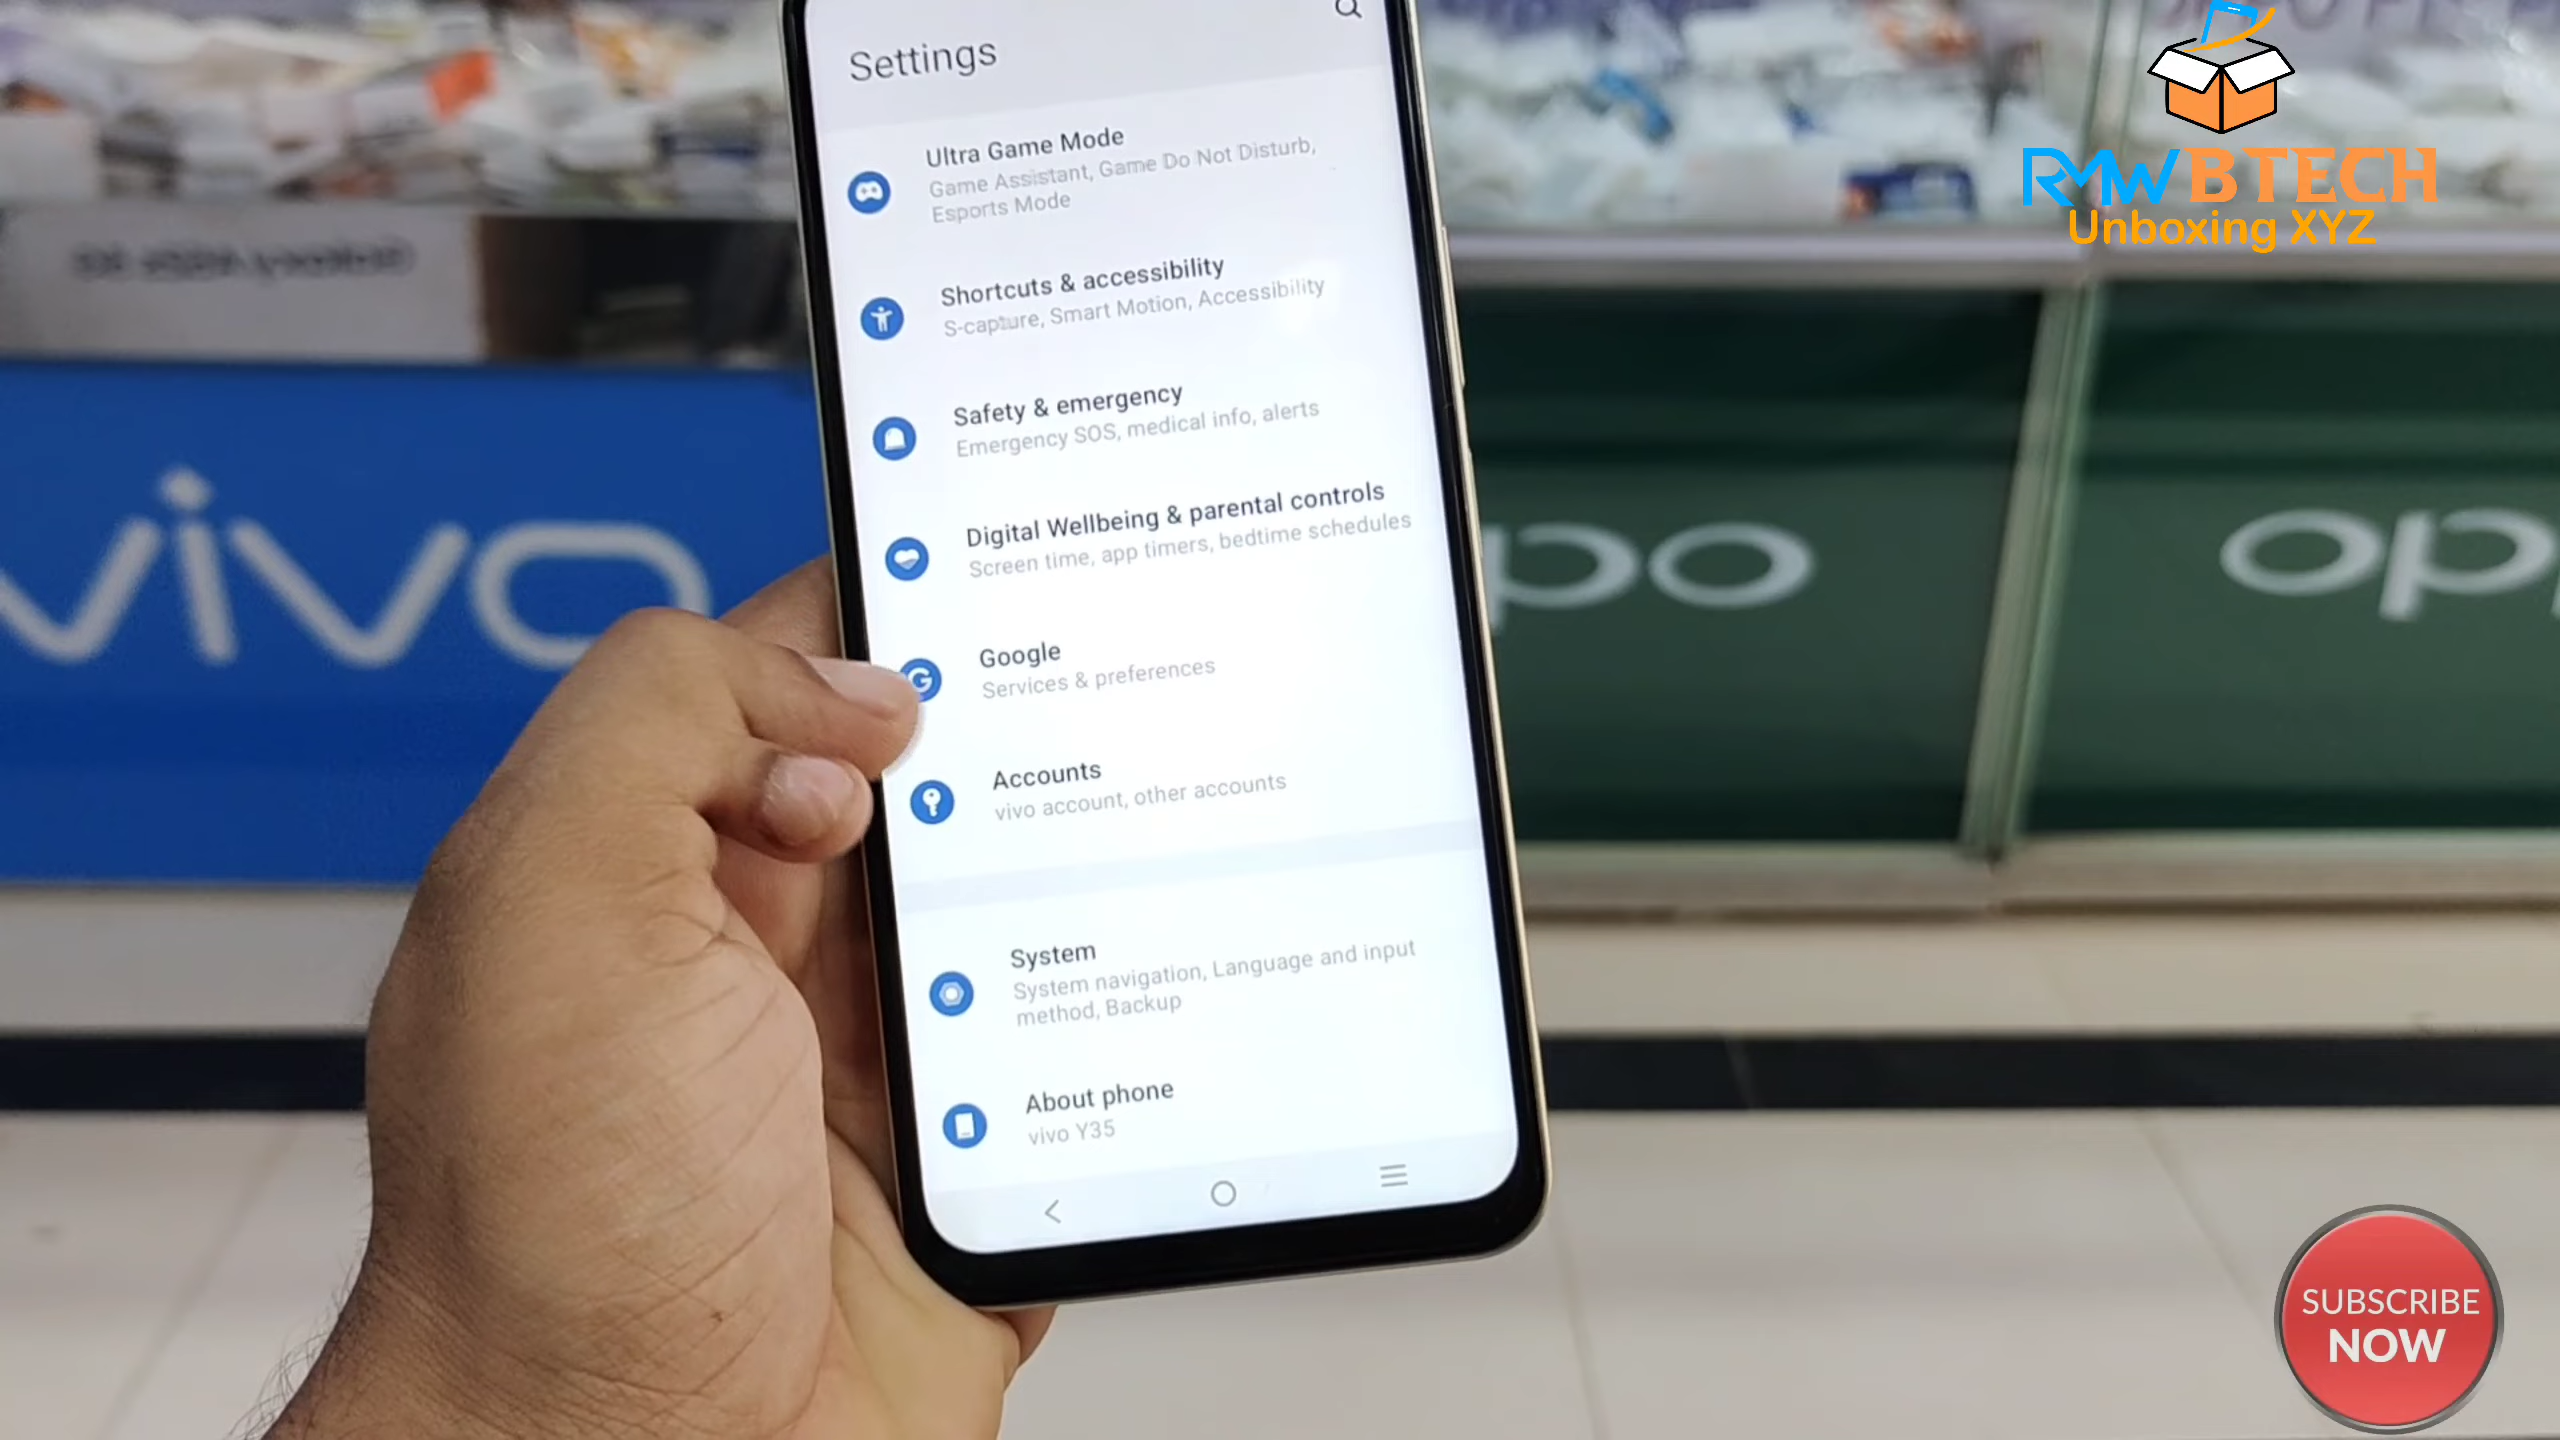 Settings
Ultra Game Mode
Game Assistant, Game Do Not Disturb,
Esports Mode
Shortcuts & accessibility
S-capture, Smart Motion, Accessibility
Safety & emergency
Emergency SOS, medical info, alerts
Digital Wellbeing & parental controls
Screen time, app timers, bedtime schedules
Google
Services & preferences
Accounts
vivo account, other accounts
System
System navigation, Language and input
method, Backup
About phone
vivo Y35
vivo
ppo
opp
RMWBTECH
Unboxing XYZ
SUBSCRIBE
NOW